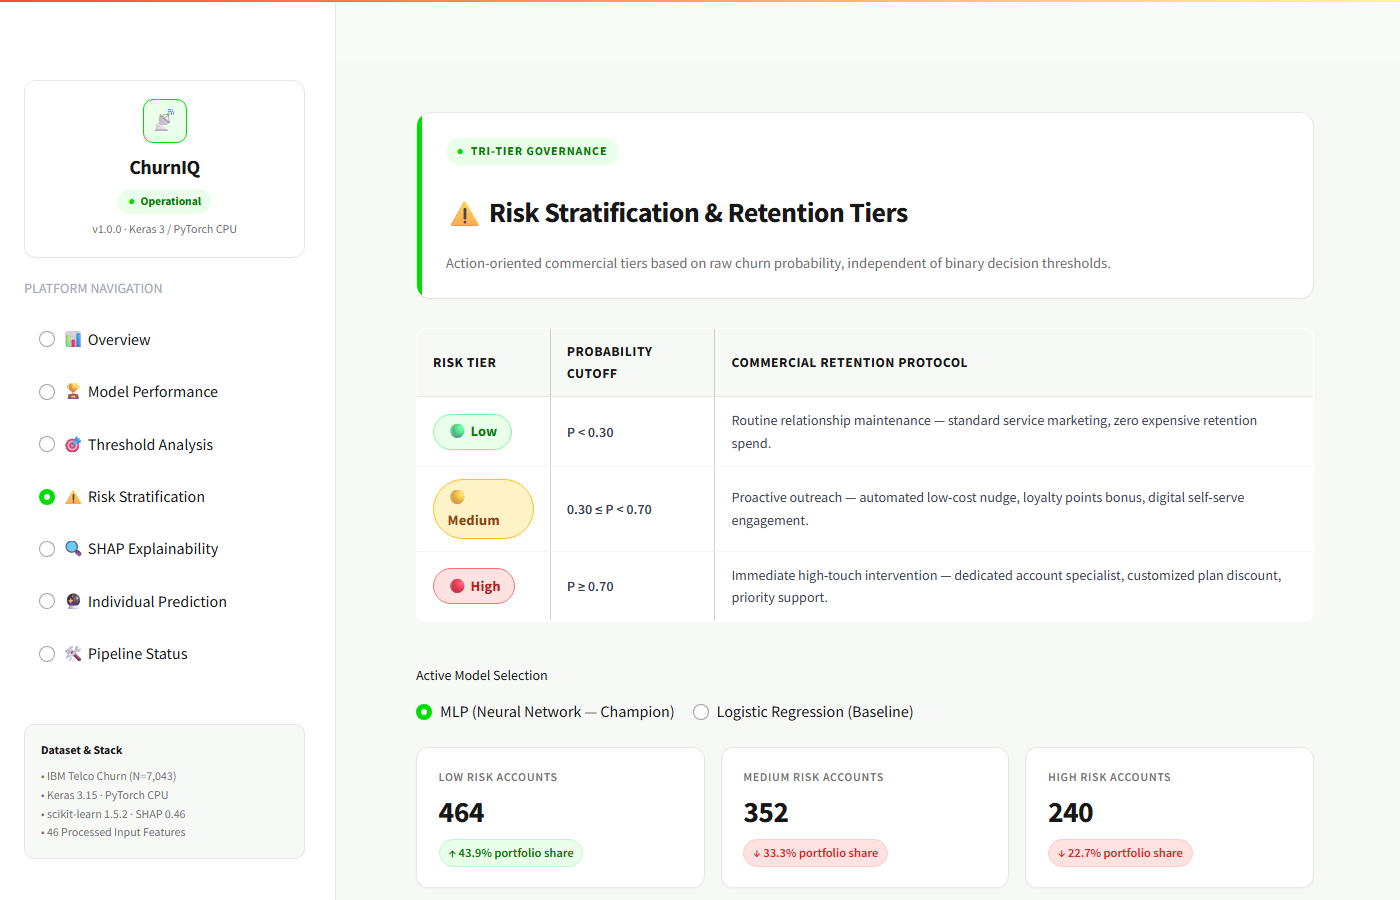 ChurnIQ
Operational
v1.0.0 · Keras 3 / PyTorch CPU
PLATFORM NAVIGATION
Overview
Model Performance
Threshold Analysis
Risk Stratification
SHAP Explainability
Individual Prediction
Pipeline Status
Dataset & Stack
• IBM Telco Churn (N=7,043)
• Keras 3.15 · PyTorch CPU
• scikit-learn 1.5.2 · SHAP 0.46
• 46 Processed Input Features
TRI-TIER GOVERNANCE
Risk Stratification & Retention Tiers
Action-oriented commercial tiers based on raw churn probability, independent of binary decision thresholds.
RISK TIER
PROBABILITY
CUTOFF
COMMERCIAL RETENTION PROTOCOL
Low
P < 0.30
Routine relationship maintenance — standard service marketing, zero expensive retention
spend.
Medium
0.30 ≤ P < 0.70
Proactive outreach — automated low-cost nudge, loyalty points bonus, digital self-serve
engagement.
High
P ≥ 0.70
Immediate high-touch intervention — dedicated account specialist, customized plan discount,
priority support.
Active Model Selection
MLP (Neural Network — Champion)
Logistic Regression (Baseline)
LOW RISK ACCOUNTS
464
↑ 43.9% portfolio share
MEDIUM RISK ACCOUNTS
352
↓ 33.3% portfolio share
HIGH RISK ACCOUNTS
240
↓ 22.7% portfolio share